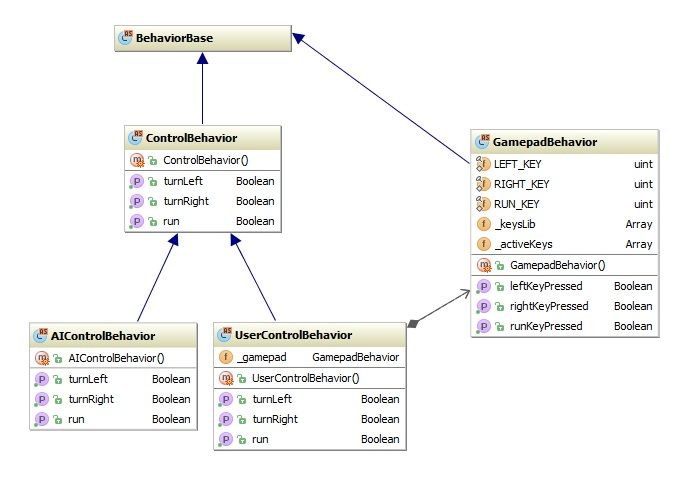 BehaviorBase
ControlBehavior
ControlBehavior()
turnLeft Boolean
turnRight Boolean
run Boolean
GamepadBehavior
LEFT_KEY uint
RIGHT_KEY uint
RUN_KEY uint
_keysLib Array
_activeKeys Array
GamepadBehavior()
leftKeyPressed Boolean
rightKeyPressed Boolean
runKeyPressed Boolean
AIControlBehavior
AIControlBehavior()
turnLeft Boolean
turnRight Boolean
run Boolean
UserControlBehavior
_gamepad GamepadBehavior
UserControlBehavior()
turnLeft Boolean
turnRight Boolean
run Boolean